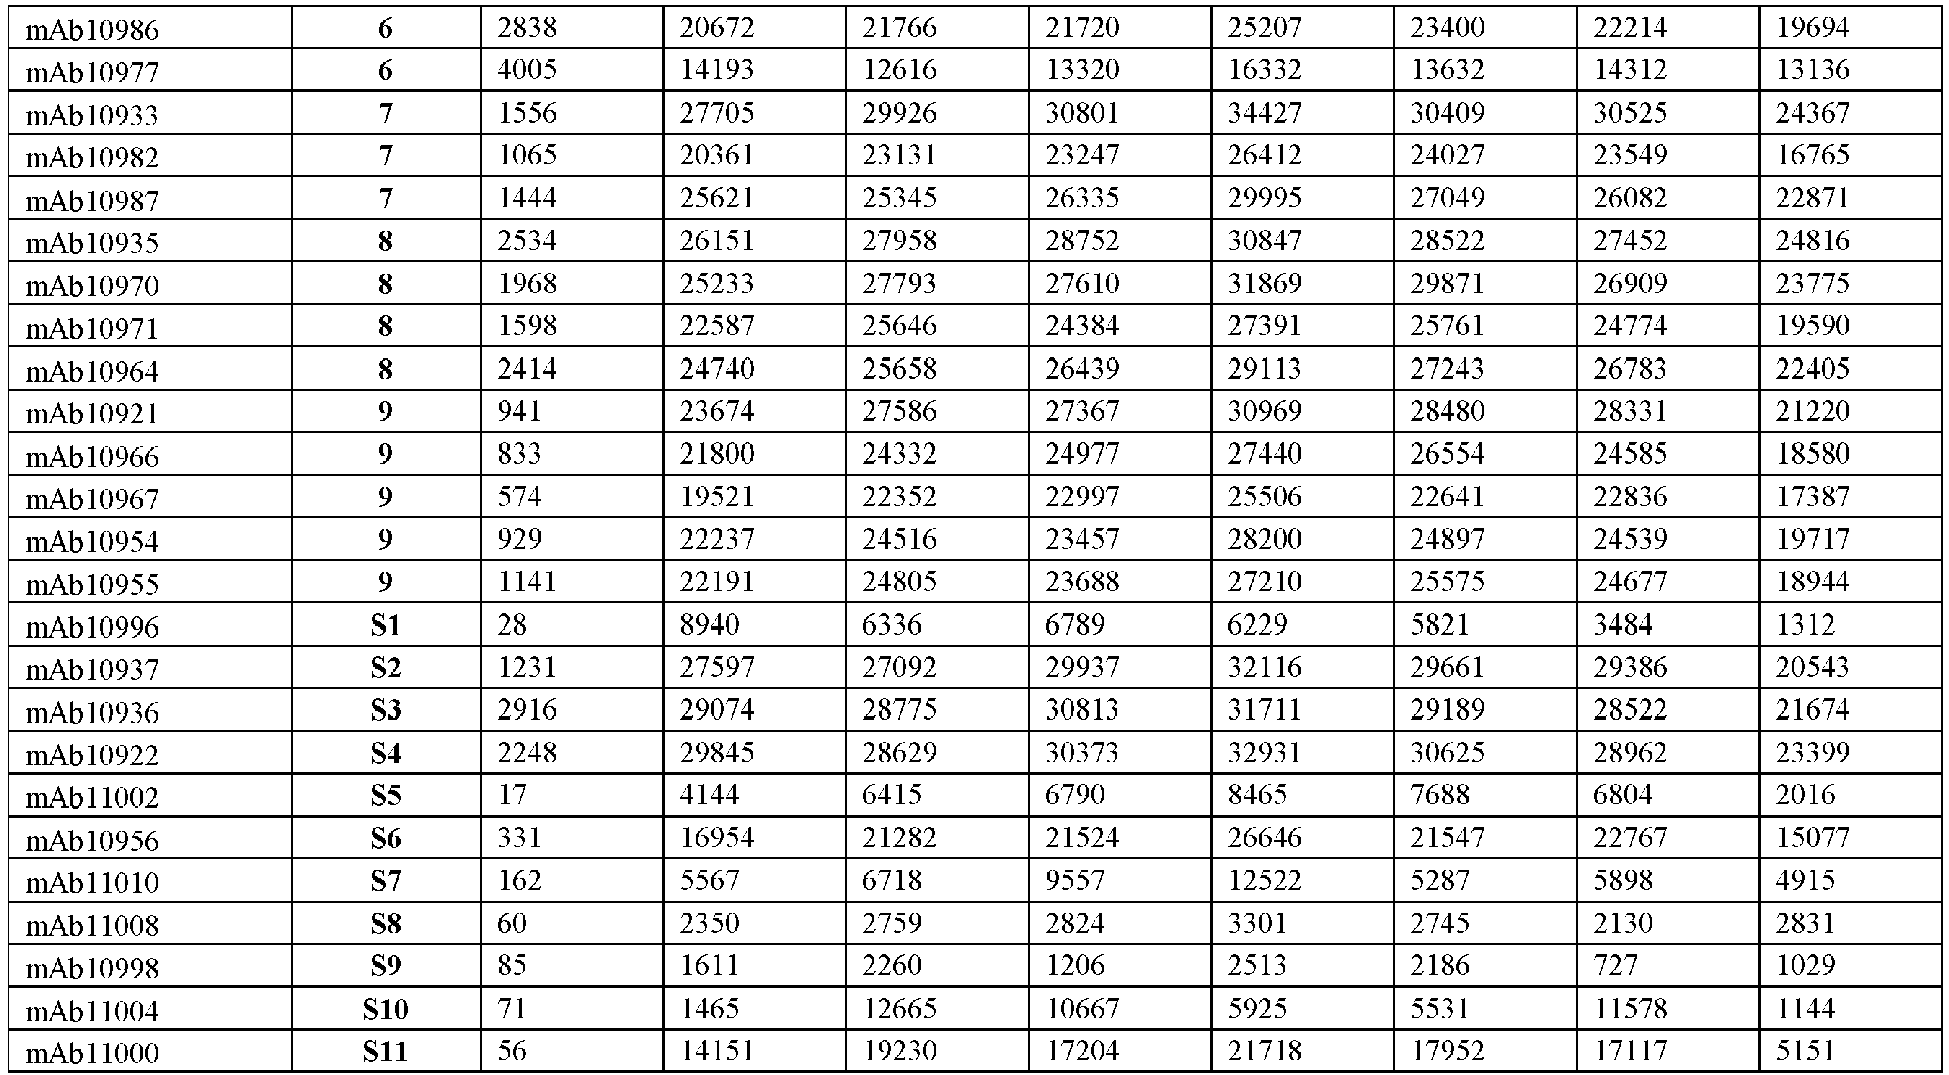 mAb10986 6 2838 20672 21766 21720 25207 23400 22214 19694
mAb10977 6 4005 14193 12616 13320 16332 13632 14312 13136
mAb10933 7 1556 27705 29926 30801 34427 30409 30525 24367
mAb10982 7 1065 20361 23131 23247 26412 24027 23549 16765
mAb10987 7 1444 25621 25345 26335 29995 27049 26082 22871
mAb10935 8 2534 26151 27958 28752 30847 28522 27452 24816
mAb10970 8 1968 25233 27793 27610 31869 29871 26909 23775
mAb10971 8 1598 22587 25646 24384 27391 25761 24774 19590
mAb10964 8 2414 24740 25658 26439 29113 27243 26783 22405
mAb10921 9 941 23674 27586 27367 30969 28480 28331 21220
mAb10966 9 833 21800 24332 24977 27440 26554 24585 18580
mAb10967 9 574 19521 22352 22997 25506 22641 22836 17387
mAb10954 9 929 22237 24516 23457 28200 24897 24539 19717
mAb10955 9 1141 22191 24805 23688 27210 25575 24677 18944
mAb10996 S1 28 8940 6336 6789 6229 5821 3484 1312
mAb10937 S2 1231 27597 27092 29937 32116 29661 29386 20543
mAb10936 S3 2916 29074 28775 30813 31711 29189 28522 21674
mAb10922 S4 2248 29845 28629 30373 32931 30625 28962 23399
mAb11002 S5 17 4144 6415 6790 8465 7688 6804 2016
mAb10956 S6 331 16954 21282 21524 26646 21547 22767 15077
mAb11010 S7 162 5567 6718 9557 12522 5287 5898 4915
mAb11008 S8 60 2350 2759 2824 3301 2745 2130 2831
mAb10998 S9 85 1611 2260 1206 2513 2186 727 1029
mAb11004 S10 71 1465 12665 10667 5925 5531 11578 1144
mAb11000 S11 56 14151 19230 17204 21718 17952 17117 5151